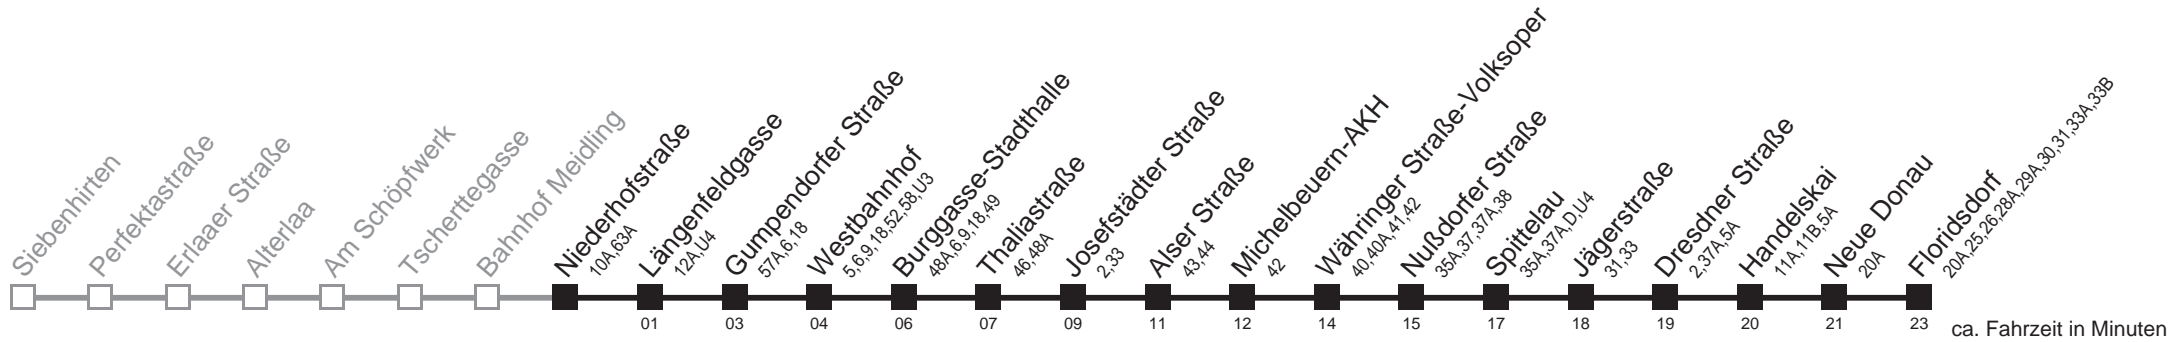 Siebenhirten
Perfektastraße
Erlaaer Straße
Alterlaa
Am Schöpfwerk
Tscherttegasse
Bahnhof Meidling
Niederhofstraße
10A,63A
Längenfeldgasse
12A,U4
01
Gumpendorfer Straße
57A,6,18
03
Westbahnhof
5,6,9,18,52,58,U3
04
Burggasse-Stadthalle
48A,6,9,18,49
06
Thaliastraße
46,48A
07
Josefstädter Straße
2,33
09
Alser Straße
43,44
11
Michelbeuern-AKH
42
12
Währinger Straße-Volksoper
40,40A,41,42
14
Nußdorfer Straße
35A,37,37A,38
15
Spittelau
35A,37A,D,U4
17
Jägerstraße
31,33
18
Dresdner Straße
2,37A,5A
19
Handelskai
11A,11B,5A
20
Neue Donau
20A
21
Floridsdorf
20A,25,26,28A,29A,30,31,33A,33B
23
ca. Fahrzeit in Minuten